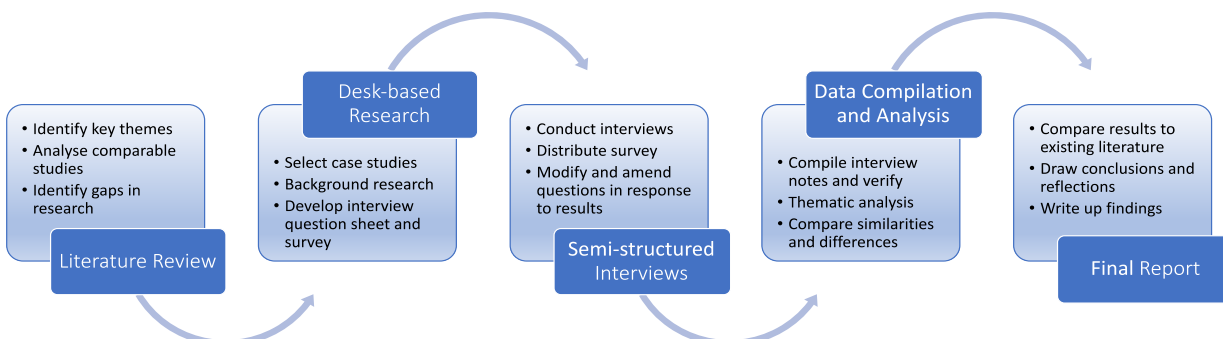 • Identify key themes
• Analyse comparable
studies
• Identify gaps in
research
Literature Review
Desk-based
Research
• Select case studies
• Background research
• Develop interview
question sheet and
survey
• Conduct interviews
• Distribute survey
• Modify and amend
questions in response
to results
Semi-structured
Interviews
Data Compilation
and Analysis
• Compile interview
notes and verify
• Thematic analysis
• Compare similarities
and differences
• Compare results to
existing literature
• Draw conclusions and
reflections
• Write up findings
Final Report